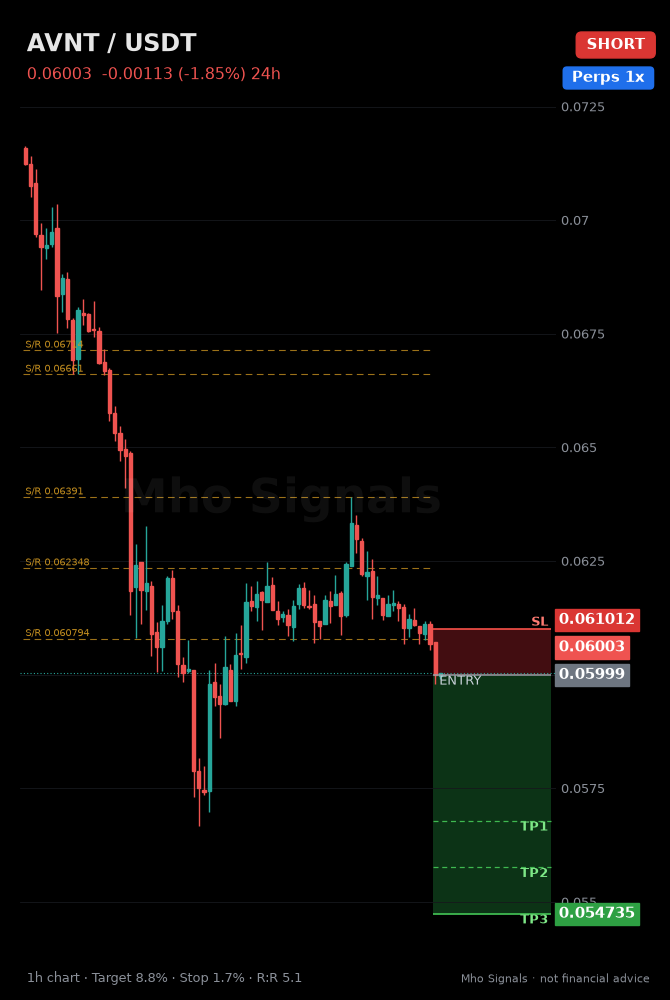 AVNT / USDT
SHORT
0.06003 -0.00113 (-1.85%) 24h
Perps 1x
0.0725
0.07
0.0675
S/R 0.06714
S/R 0.06661
0.065
S/R 0.06391
Mho Signals
S/R 0.062348
0.0625
SL
0.061012
S/R 0.060794
0.06003
0.05999
ENTRY
0.0575
TP1
TP2
0.055
0.054735
TP3
1h chart · Target 8.8% · Stop 1.7% · R:R 5.1
Mho Signals · not financial advice